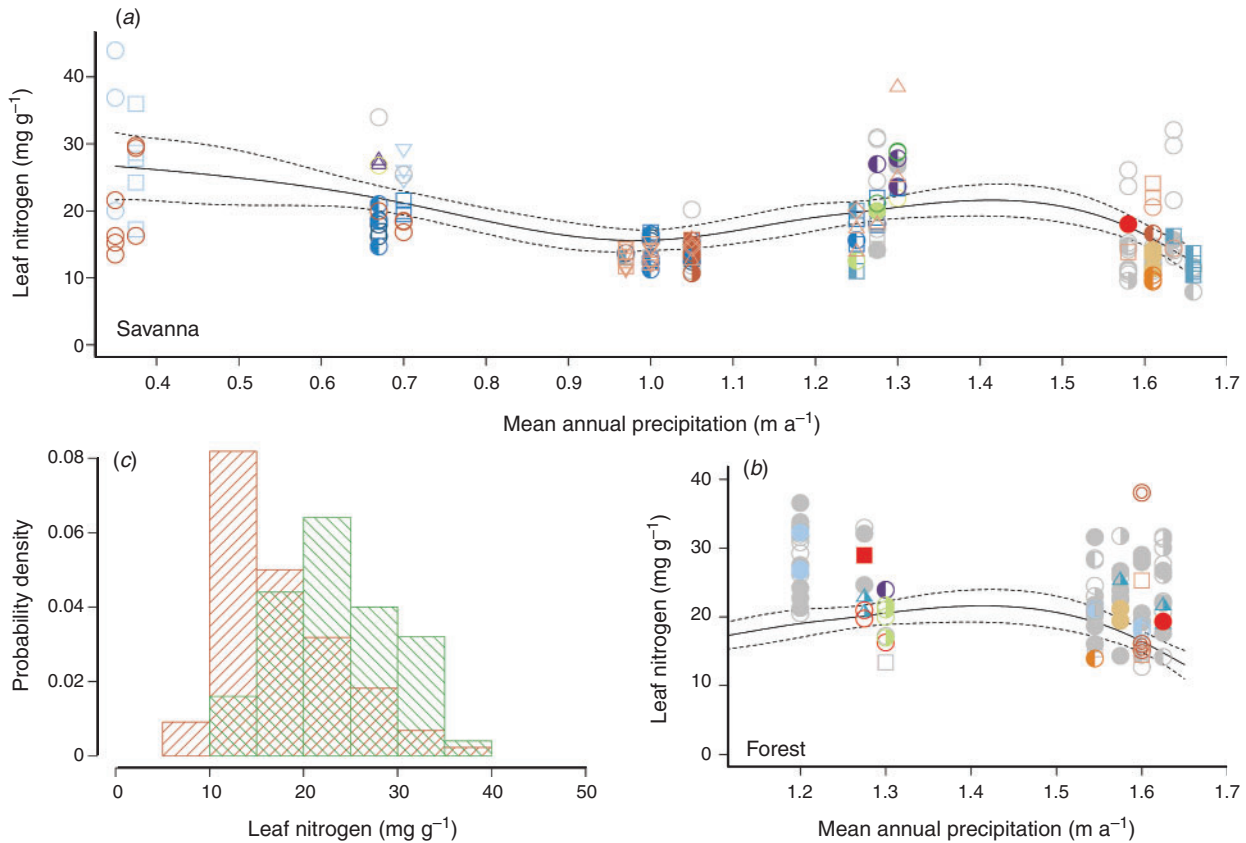 (a)
Leaf nitrogen (mg g–1)
40
30
20
10
0
Savanna
0.4 0.5 0.6 0.7 0.8 0.9 1.0 1.1 1.2 1.3 1.4 1.5 1.6 1.7
Mean annual precipitation (m a–1)
(c)
Probability density
0.08
0.06
0.04
0.02
0
0 10 20 30 40 50
Leaf nitrogen (mg g–1)
(b)
Leaf nitrogen (mg g–1)
40
30
20
10
0
Forest
1.2 1.3 1.4 1.5 1.6 1.7
Mean annual precipitation (m a–1)